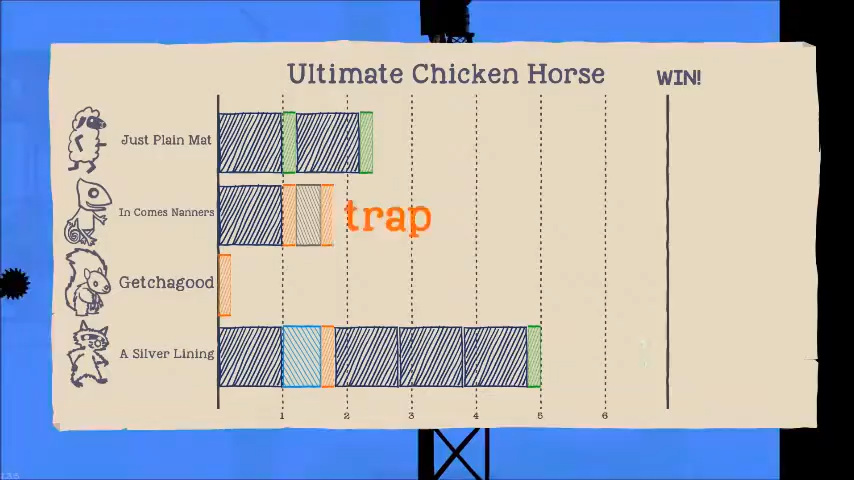 Ultimate Chicken Horse
WIN!
Just Plain Mat
In Comes Nanners
trap
Getchagood
A Silver Lining
1 2 3 4 5 6